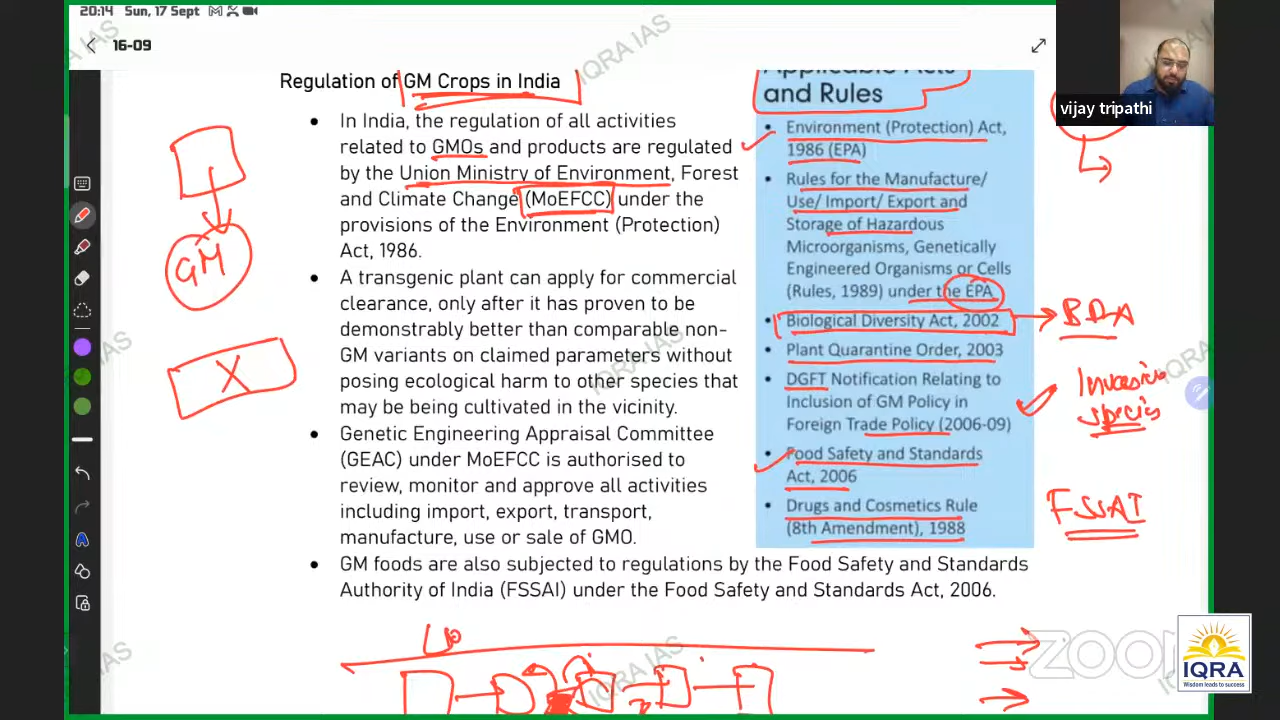 20:14 Sun, 17 Sept
16-09
IQRA IAS
vijay tripathi
Regulation of GM Crops in India
• In India, the regulation of all activities
related to GMOs and products are regulated
by the Union Ministry of Environment, Forest
and Climate Change (MoEFCC) under the
provisions of the Environment (Protection)
Act, 1986.
• A transgenic plant can apply for commercial
clearance, only after it has proven to be
demonstrably better than comparable non-
GM variants on claimed parameters without
posing ecological harm to other species that
may be being cultivated in the vicinity.
• Genetic Engineering Appraisal Committee
(GEAC) under MoEFCC is authorised to
review, monitor and approve all activities
including import, export, transport,
manufacture, use or sale of GMO.
• GM foods are also subjected to regulations by the Food Safety and Standards
Authority of India (FSSAI) under the Food Safety and Standards Act, 2006.
Applicable Acts
and Rules
• Environment (Protection) Act,
1986 (EPA)
• Rules for the Manufacture/
Use/ Import/ Export and
Storage of Hazardous
Microorganisms, Genetically
Engineered Organisms or Cells
(Rules, 1989) under the EPA
• Biological Diversity Act, 2002
• Plant Quarantine Order, 2003
• DGFT Notification Relating to
Inclusion of GM Policy in
Foreign Trade Policy (2006-09)
• Food Safety and Standards
Act, 2006
• Drugs and Cosmetics Rule
(8th Amendment), 1988
GM
X
BDA
species
FSSAI
zoom
IQRA
Wisdom leads to success